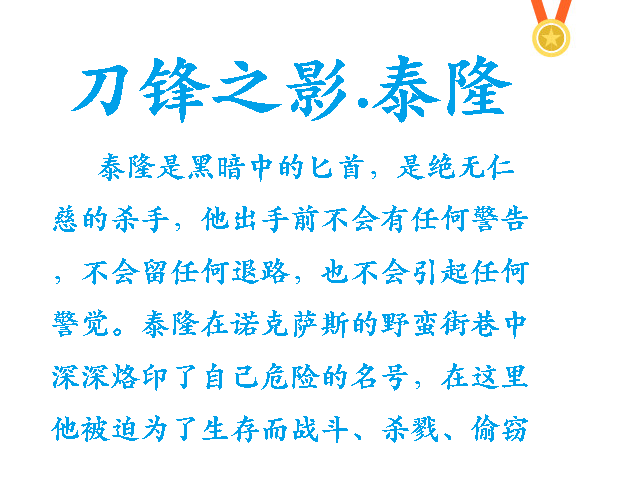 刀锋之影.泰隆
泰隆是黑暗中的匕首，是绝无仁
慈的杀手，他出手前不会有任何警告
，不会留任何退路，也不会引起任何
警觉。泰隆在诺克萨斯的野蛮街巷中
深深烙印了自己危险的名号，在这里
他被迫为了生存而战斗、杀戮、偷窃